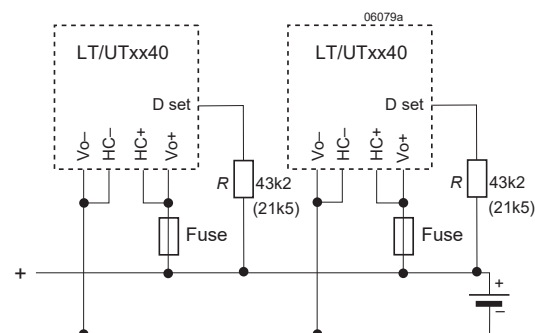 06079a
LT/UTxx40
LT/UTxx40
D set
D set
Vo–
HC–
HC+
Vo+
Vo–
HC–
HC+
Vo+
R
43k2
(21k5)
R
43k2
(21k5)
Fuse
Fuse
+
+
–